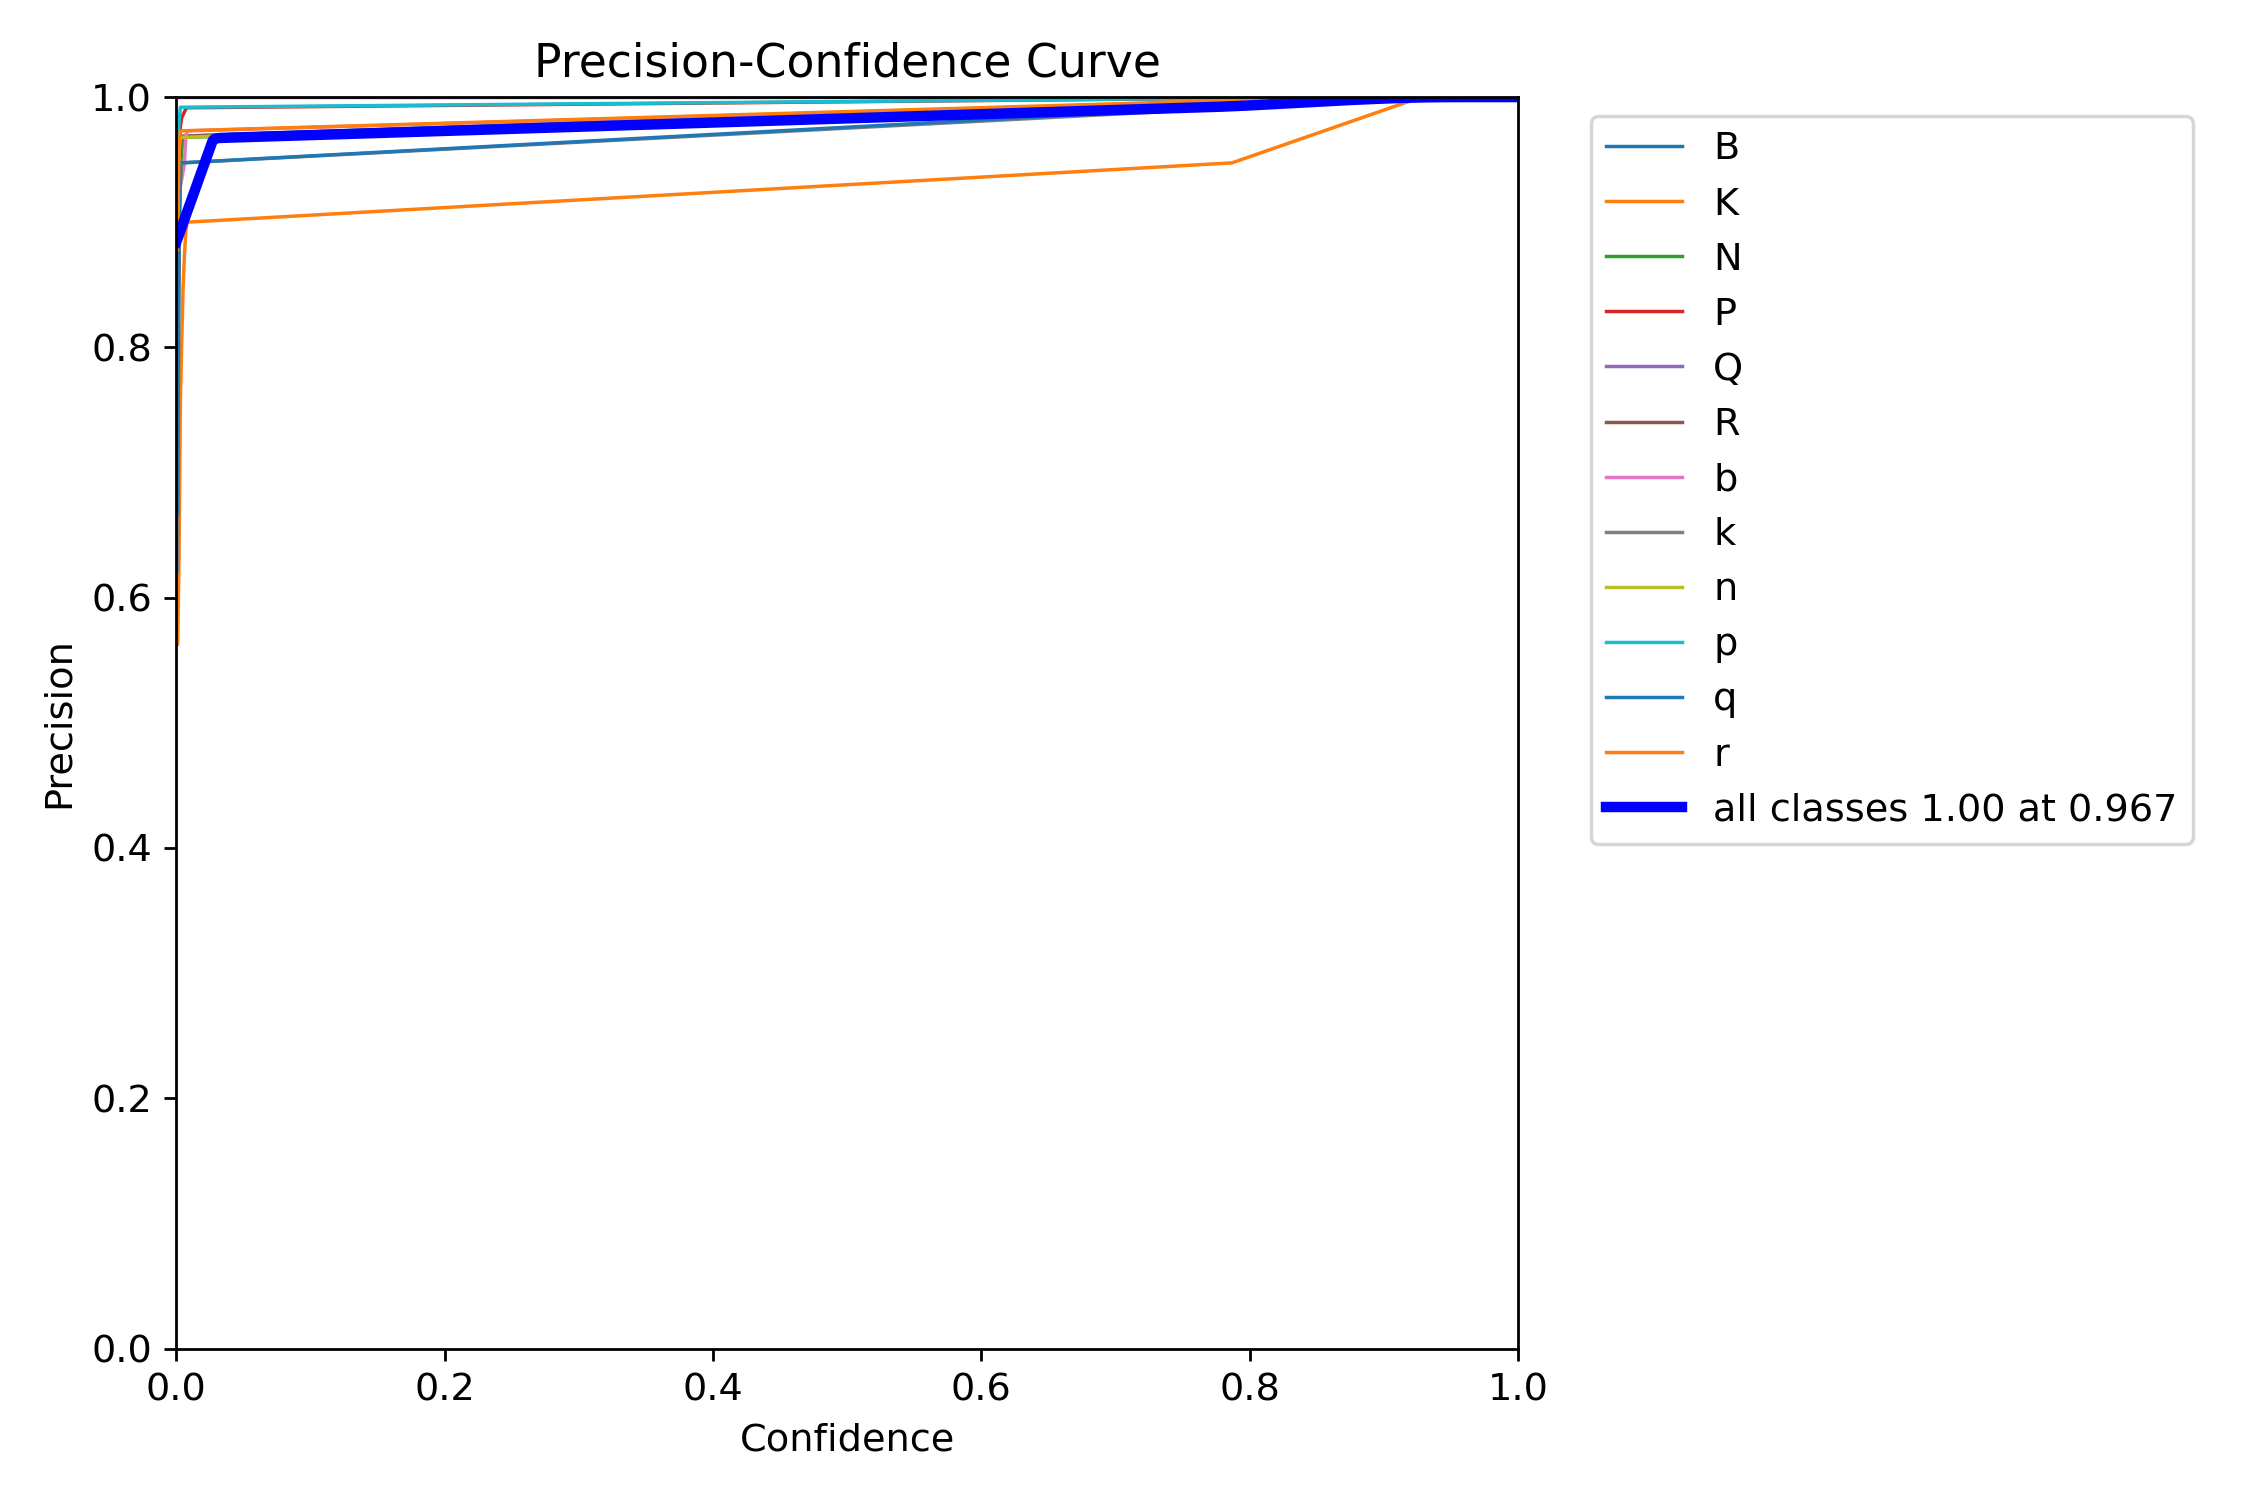 Precision-Confidence Curve
1.0
0.8
0.6
0.4
0.2
0.0
Precision
0.0 0.2 0.4 0.6 0.8 1.0
Confidence
B
K
N
P
Q
R
b
k
n
p
q
r
all classes 1.00 at 0.967